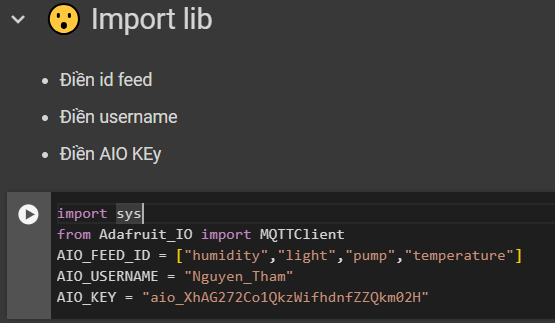 Import lib
Điền id feed
Điền username
Điền AIO KEy
import sys
from Adafruit_IO import MQTTClient
AIO_FEED_ID = ["humidity","light","pump","temperature"]
AIO_USERNAME = "Nguyen_Tham"
AIO_KEY = "aio_XhAG272Co1QkzWifhdnfZZQkm02H"